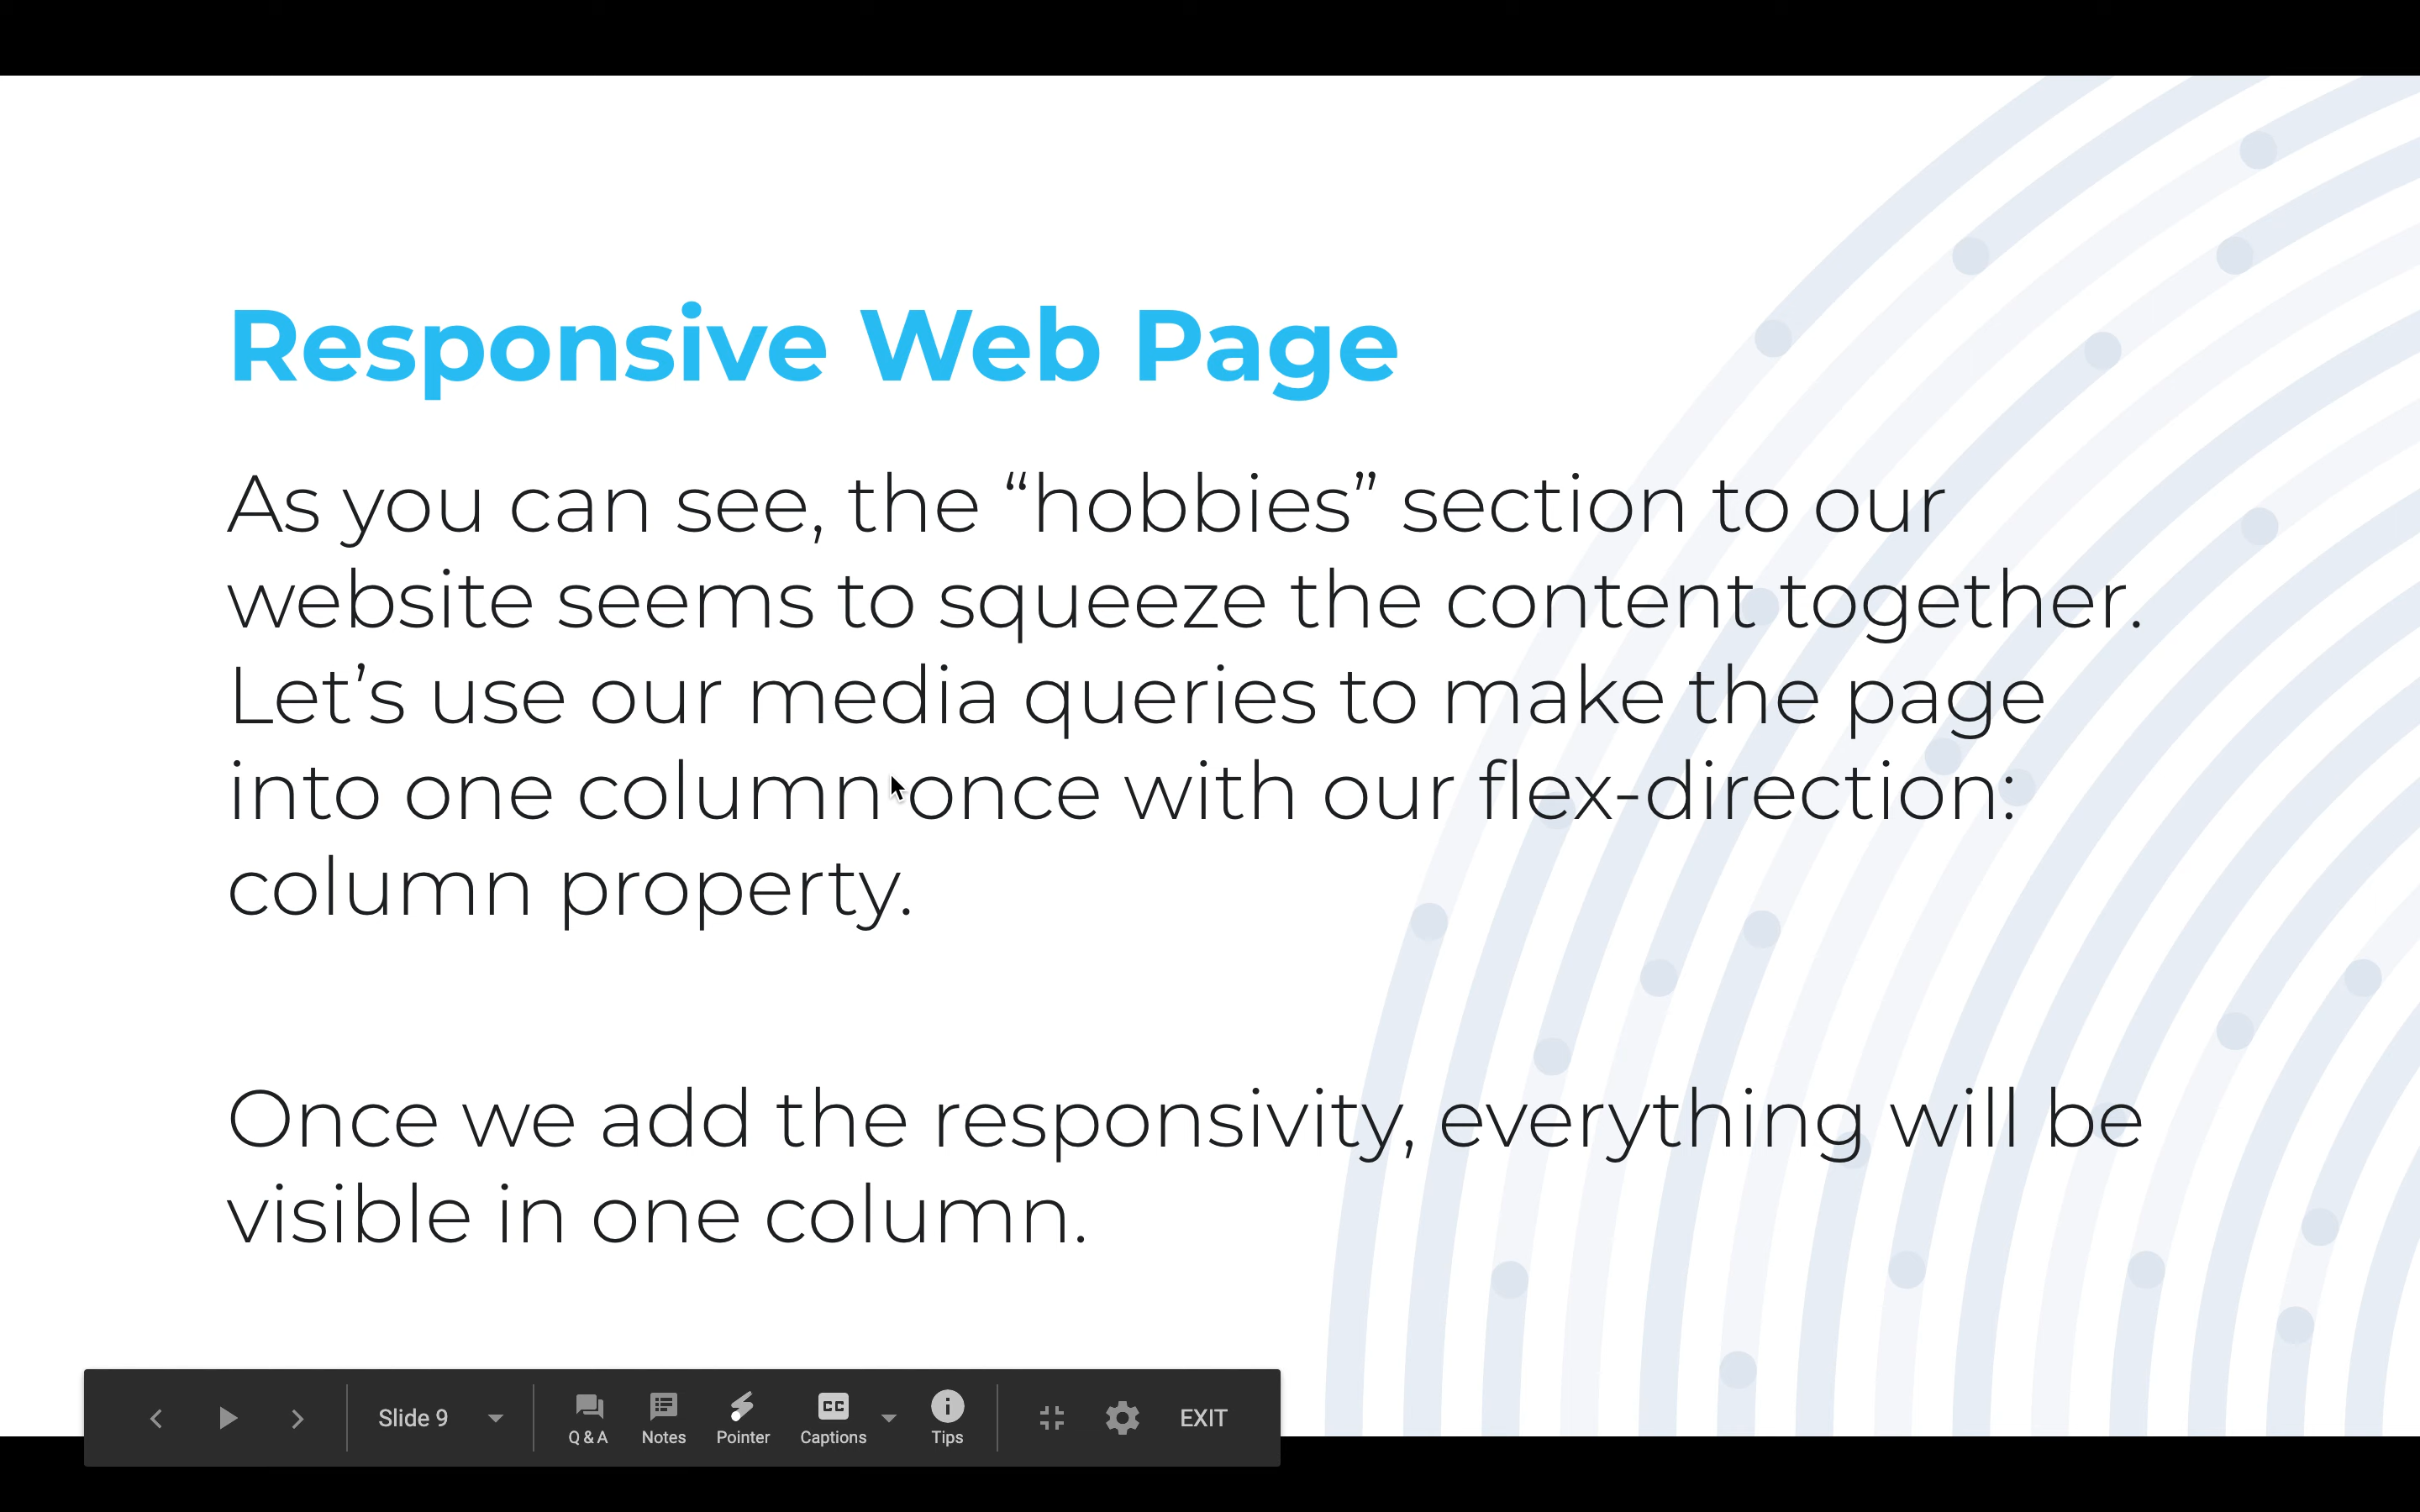 Responsive Web Page
As you can see, the “hobbies” section to our
website seems to squeeze the content together.
Let’s use our media queries to make the page
into one column once with our flex-direction:
column property.
Once we add the responsivity, everything will be
visible in one column.
Slide 9
Q & A
Notes
Pointer
CC
Captions
Tips
EXIT